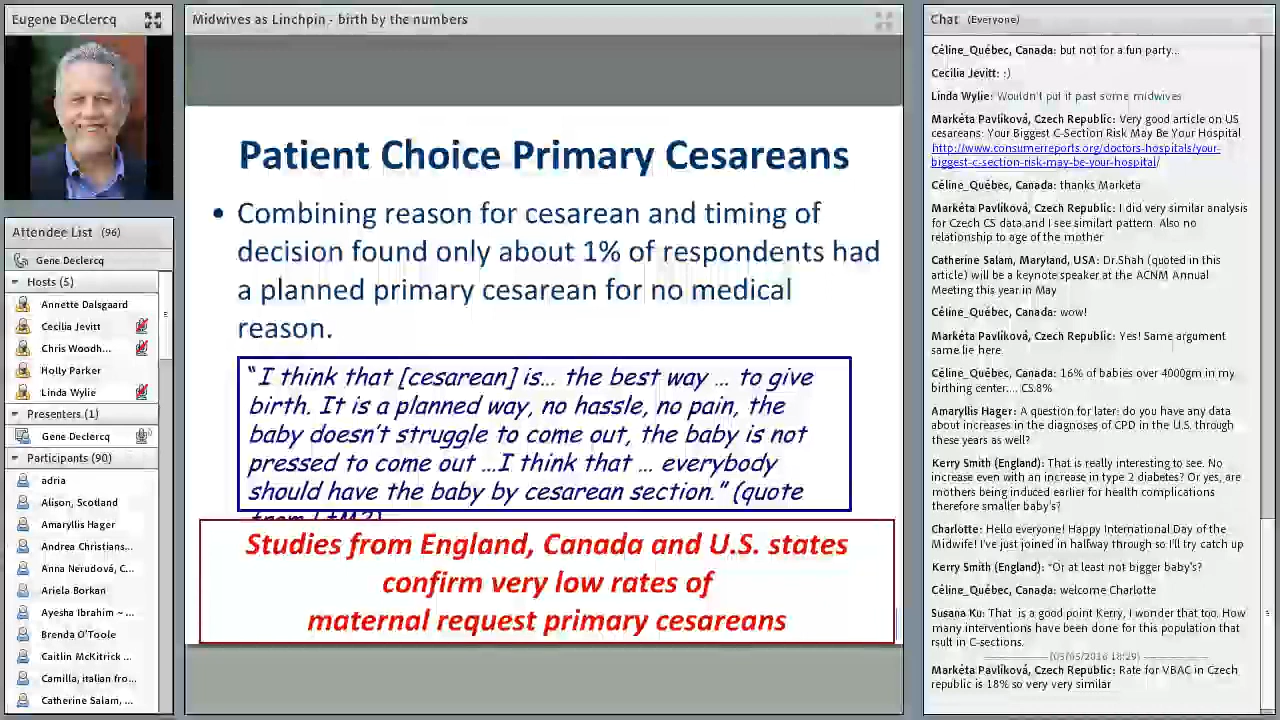 Eugene DeClercq
Attendee List (96)
Gene Declercq
Hosts (5)
Annette Dalsgaard
Cecilia Jevitt
Chris Woodh...
Holly Parker
Linda Wylie
Presenters (1)
Gene Declercq
Participants (90)
adria
Alison, Scotland
Amaryllis Hager
Andrea Christians...
Anna Nerudová, C...
Ariela Borkan
Ayesha Ibrahim ~ ...
Brenda O'Toole
Caitlin McKitrick ...
Camilla, italian fro...
Catherine Salam, ...
Midwives as Linchpin - birth by the numbers
Patient Choice Primary Cesareans
• Combining reason for cesarean and timing of
decision found only about 1% of respondents had
a planned primary cesarean for no medical
reason.
"I think that [cesarean] is... the best way ... to give
birth. It is a planned way, no hassle, no pain, the
baby doesn't struggle to come out, the baby is not
pressed to come out ...I think that ... everybody
should have the baby by cesarean section." (quote
Studies from England, Canada and U.S. states
confirm very low rates of
maternal request primary cesareans
Chat (Everyone)
Céline_Québec, Canada: but not for a fun party...
Cecilia Jevitt: :)
Linda Wylie: Wouldn't put it past some midwives
Markéta Pavlíková, Czech Republic: Very good article on US
cesareans: Your Biggest C-Section Risk May Be Your Hospital
http://www.consumerreports.org/doctors-hospitals/your-
biggest-c-section-risk-may-be-your-hospital/
Céline_Québec, Canada: thanks Marketa
Markéta Pavlíková, Czech Republic: I did very similar analysis
for Czech CS data and I see similart pattern. Also no
relationship to age of the mother
Catherine Salam, Maryland, USA: Dr.Shah (quoted in this
article) will be a keynote speaker at the ACNM Annual
Meeting this year in May
Céline_Québec, Canada: wow!
Markéta Pavlíková, Czech Republic: Yes! Same argument
same lie here.
Céline_Québec, Canada: 16% of babies over 4000gm in my
birthing center.... CS.8%
Amaryllis Hager: A question for later: do you have any data
about increases in the diagnoses of CPD in the U.S. through
these years as well?
Kerry Smith (England): That is really interesting to see. No
increase even with an increase in type 2 diabetes? Or yes, are
mothers being induced earlier for health complications
therefore smaller baby's?
Charlotte: Hello everyone! Happy International Day of the
Midwife! I've just joined in halfway through so I'll try catch up
Kerry Smith (England): *Or at least not bigger baby's?
Céline_Québec, Canada: welcome Charlotte
Susana Ku: That is a good point Kerry, I wonder that too. How
many interventions have been done for this population that
rsult in C-sections.
(05/05/2016 18:29)
Markéta Pavlíková, Czech Republic: Rate for VBAC in Czech
republic is 18% so very very similar